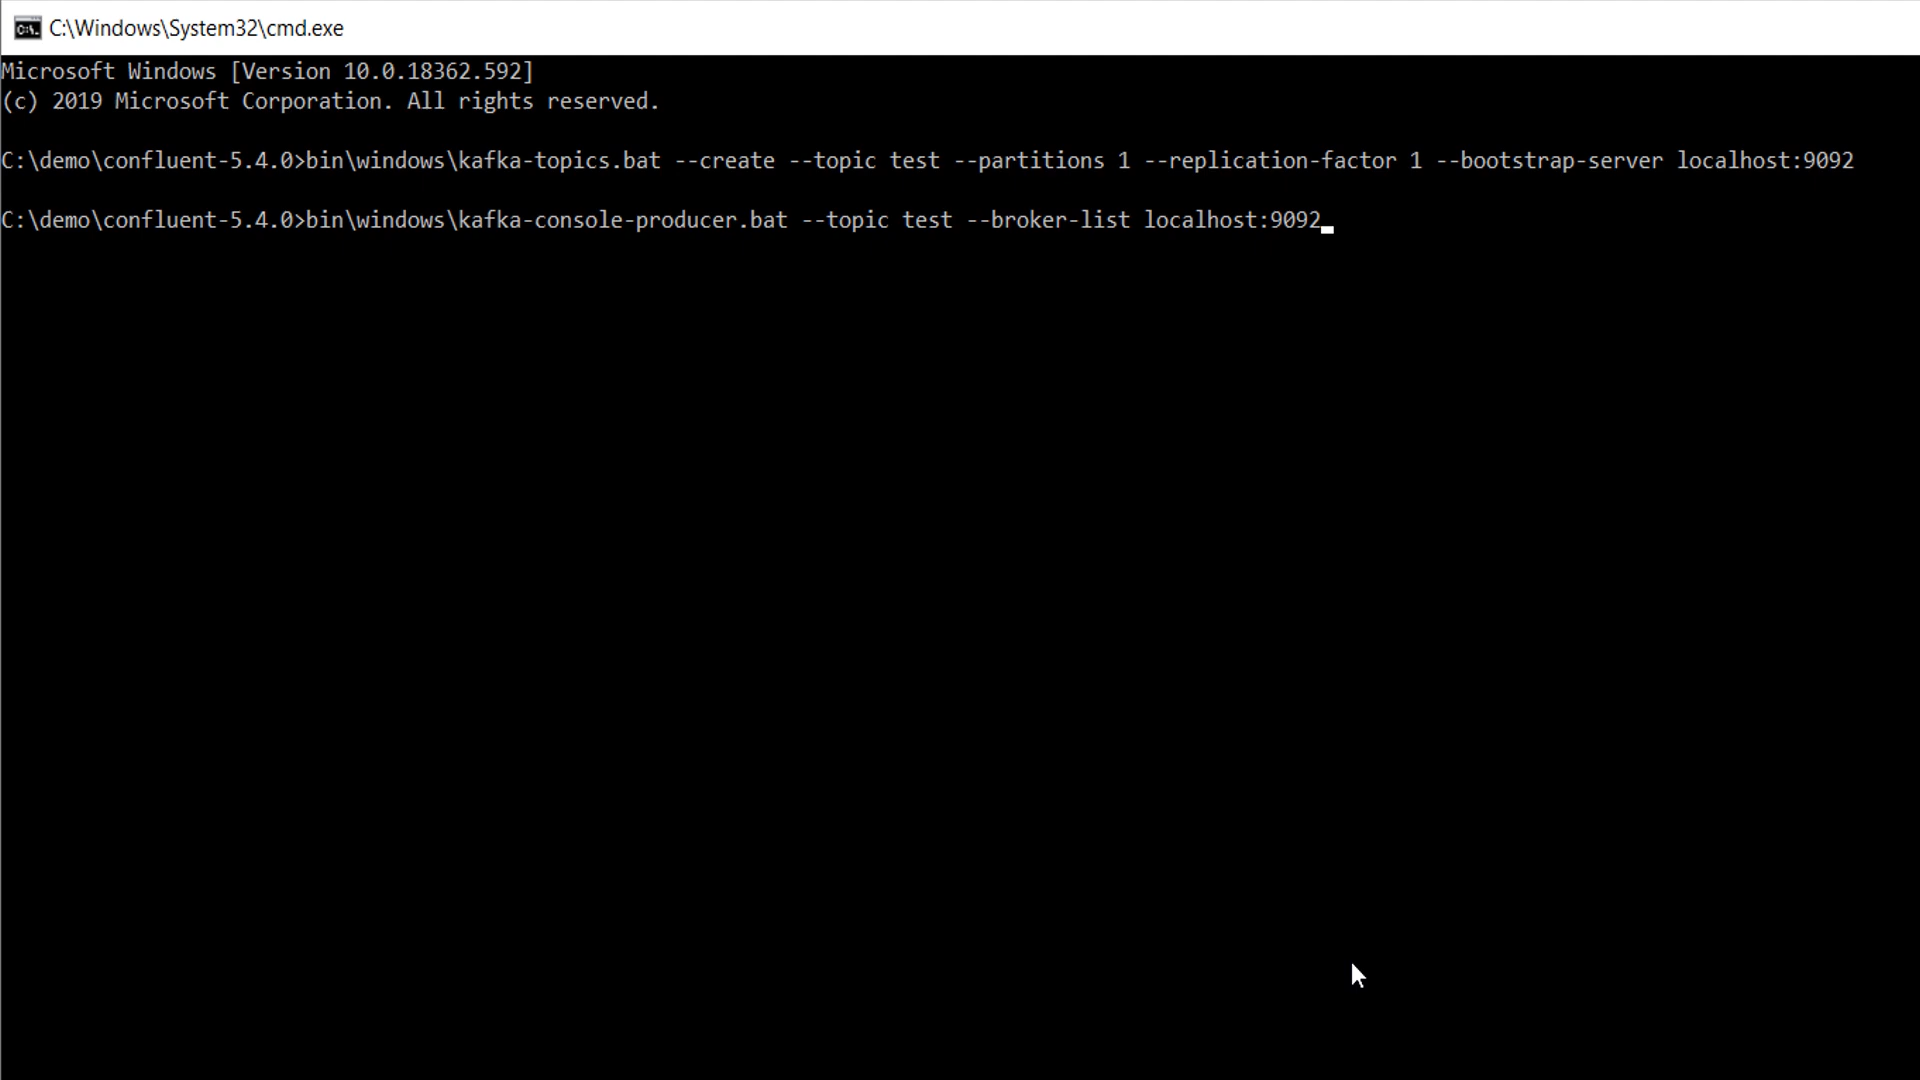 C:\Windows\System32\cmd.exe
Microsoft Windows [Version 10.0.18362.592]
(c) 2019 Microsoft Corporation. All rights reserved.
C:\demo\confluent-5.4.0>bin\windows\kafka-topics.bat --create --topic test --partitions 1 --replication-factor 1 --bootstrap-server localhost:9092
C:\demo\confluent-5.4.0>bin\windows\kafka-console-producer.bat --topic test --broker-list localhost:9092